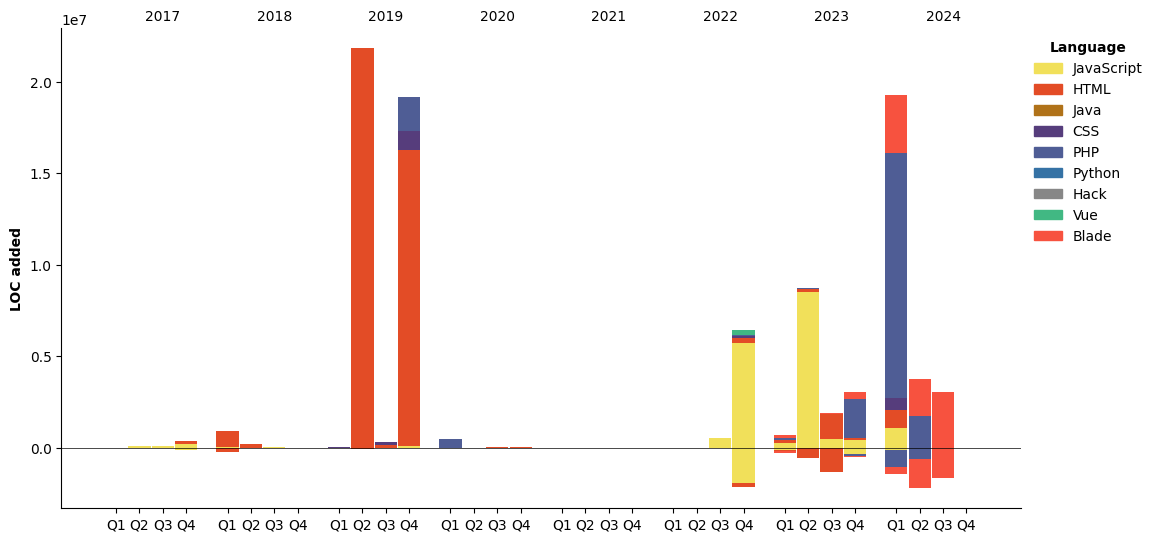 1e7
2017 2018 2019 2020 2021 2022 2023 2024
Language
JavaScript
HTML
Java
CSS
PHP
Python
Hack
Vue
Blade
2.0
1.5
1.0
0.5
0.0
LOC added
Q1 Q2 Q3 Q4 Q1 Q2 Q3 Q4 Q1 Q2 Q3 Q4 Q1 Q2 Q3 Q4 Q1 Q2 Q3 Q4 Q1 Q2 Q3 Q4 Q1 Q2 Q3 Q4 Q1 Q2 Q3 Q4